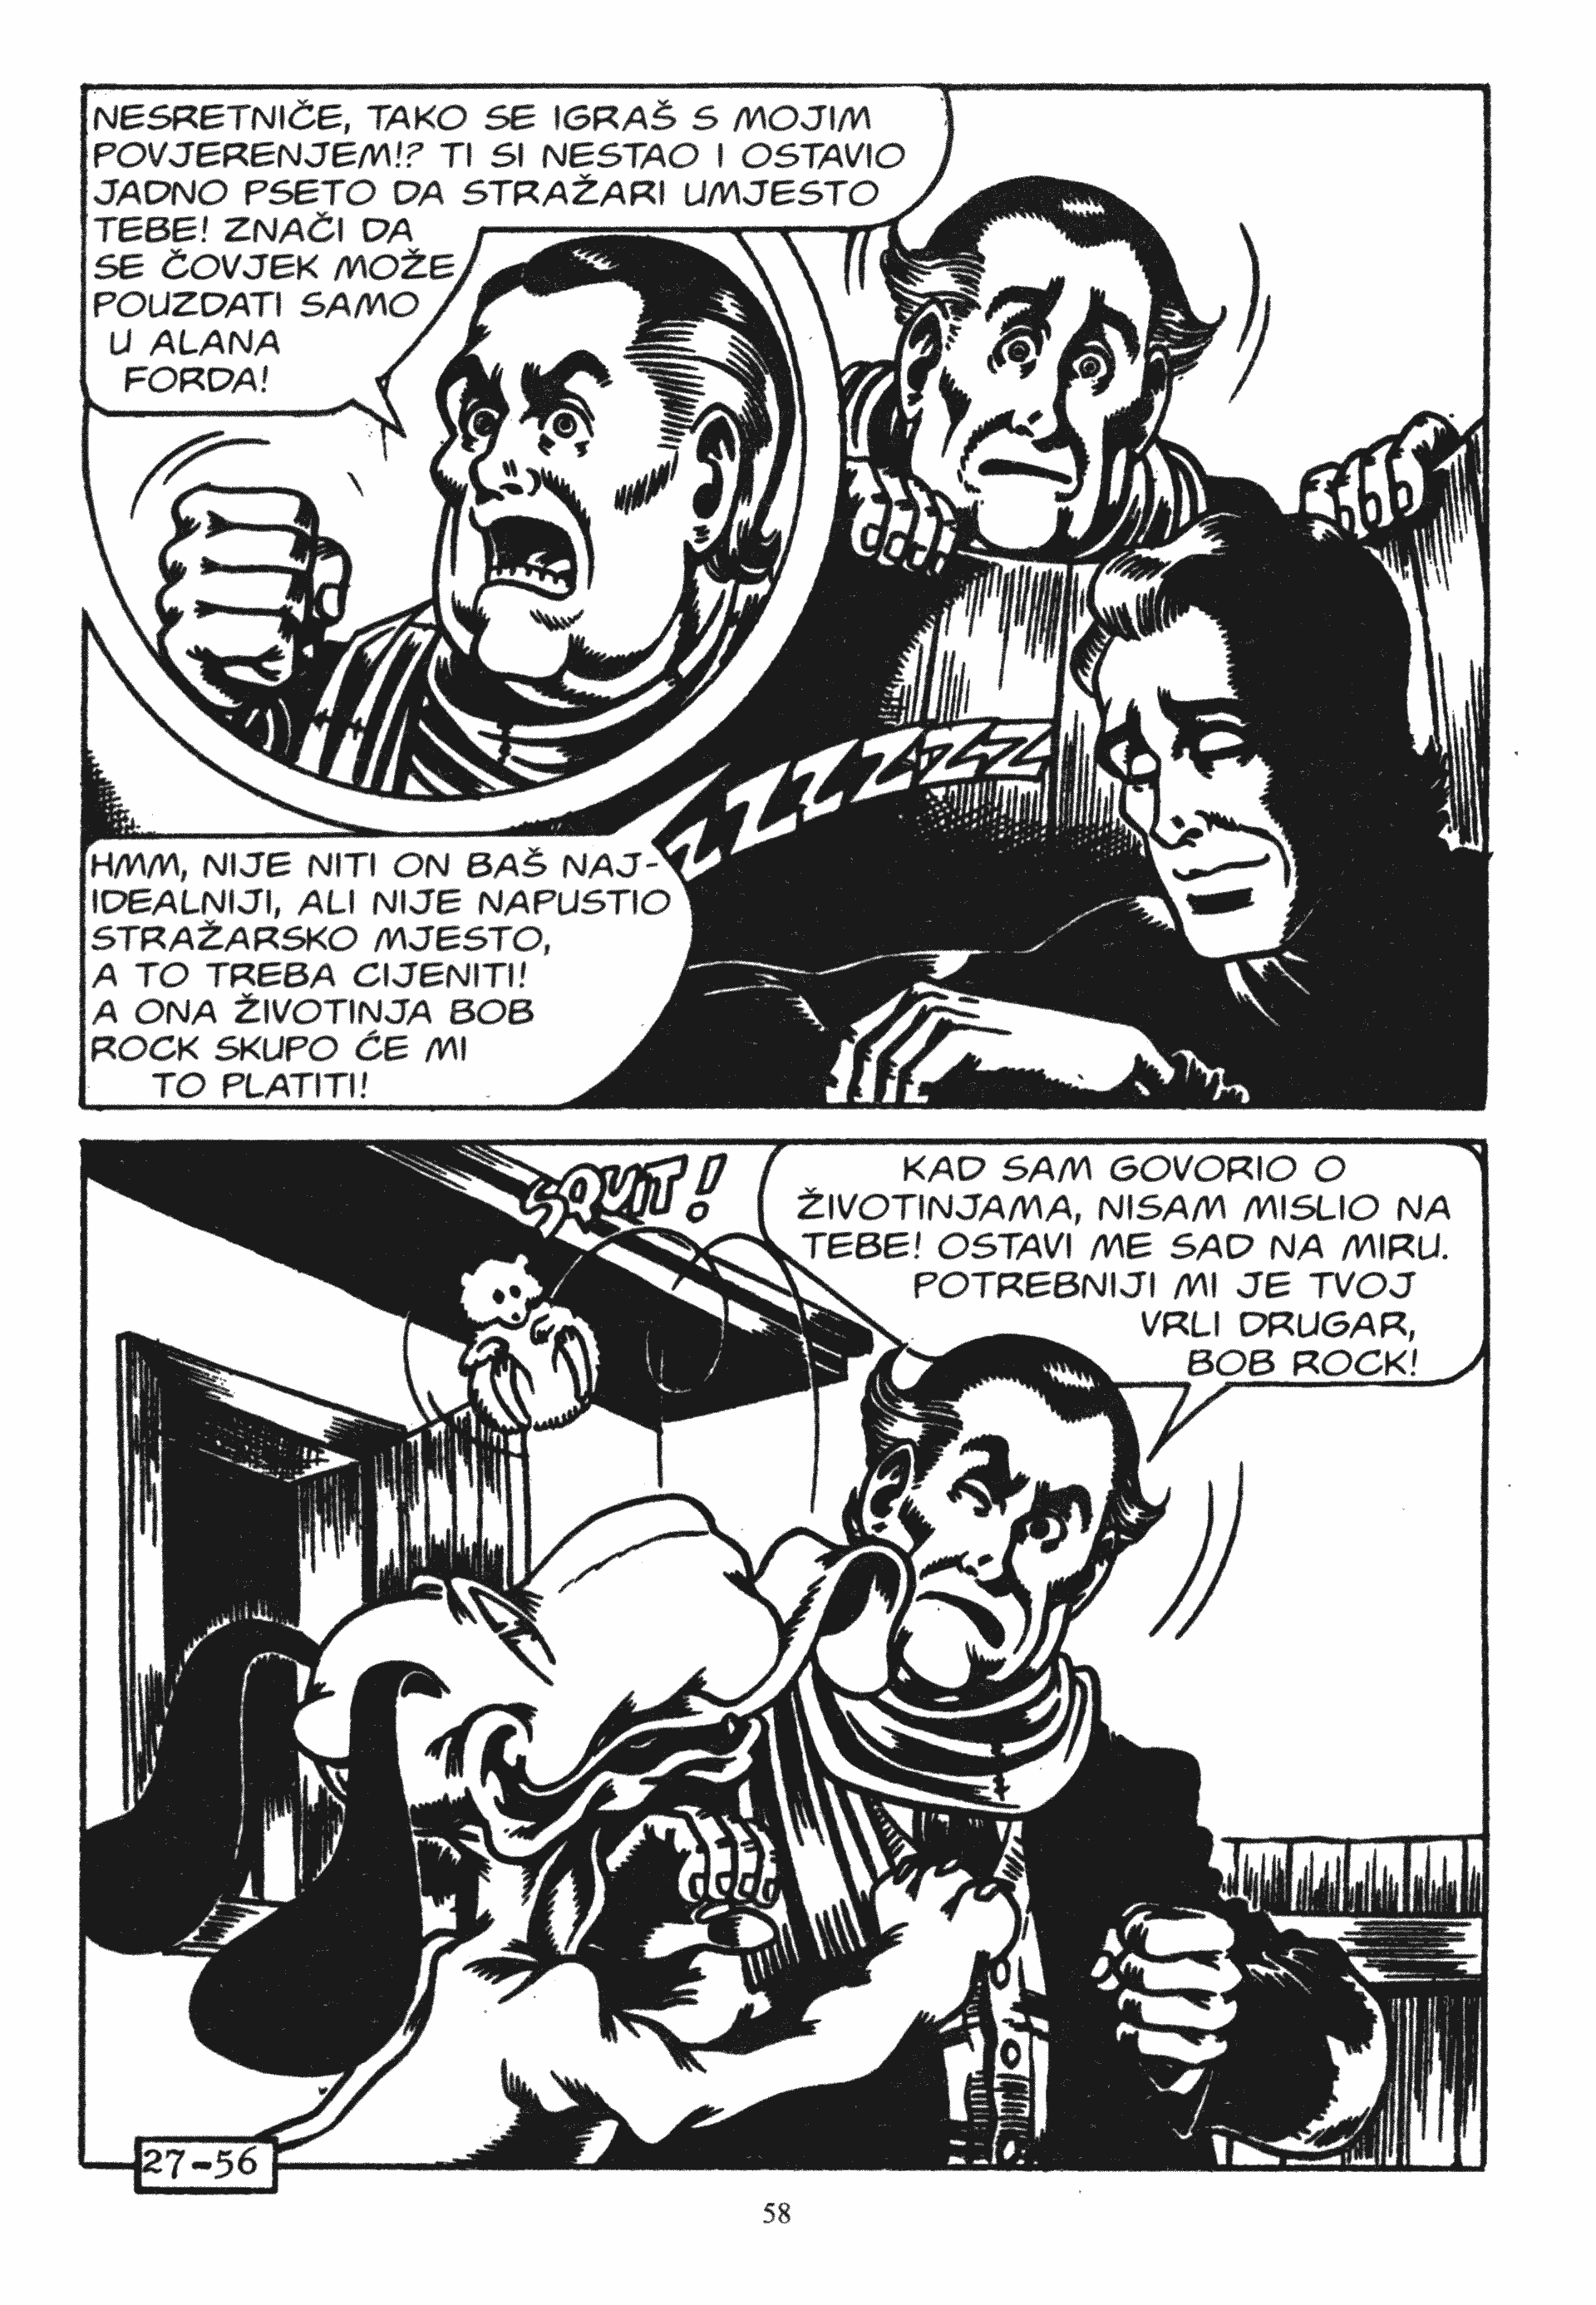 NESRETNIČE, TAKO SE IGRAŠ S MOJIM
POVJERENJEM!? TI SI NESTAO I OSTAVIO
JADNO PSETO DA STRAŽARI UMJESTO
TEBE! ZNAČI DA
SE ČOVJEK MOŽE
POUZDATI SAMO
U ALANA
FORDA!
ZZZZZZZ
HMM, NIJE NITI ON BAŠ NAJ-
IDEALNIJI, ALI NIJE NAPUSTIO
STRAŽARSKO MJESTO,
A TO TREBA CIJENITI!
A ONA ŽIVOTINJA BOB
ROCK SKUPO ĆE MI
TO PLATITI!
SQUIT!
KAD SAM GOVORIO O
ŽIVOTINJAMA, NISAM MISLIO NA
TEBE! OSTAVI ME SAD NA MIRU.
POTREBNIJI MI JE TVOJ
VRLI DRUGAR,
BOB ROCK!
27-56
58